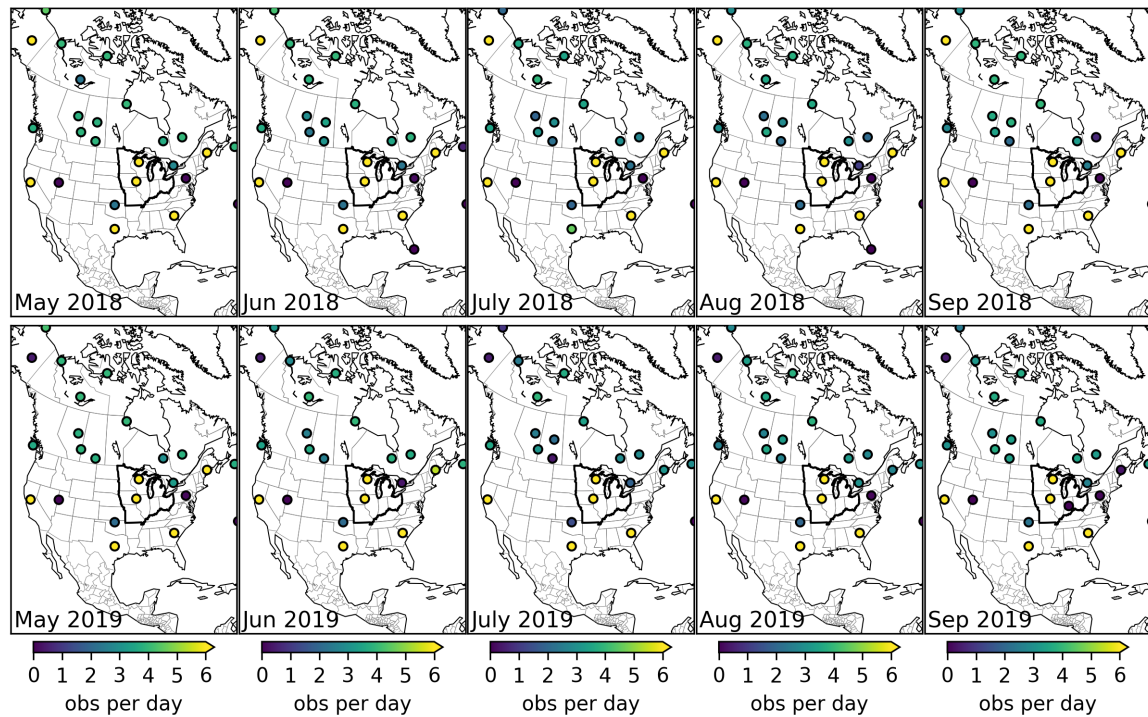 May 2018 Jun 2018 July 2018 Aug 2018 Sep 2018
May 2019 Jun 2019 July 2019 Aug 2019 Sep 2019
0 1 2 3 4 5 6 0 1 2 3 4 5 6 0 1 2 3 4 5 6 0 1 2 3 4 5 6 0 1 2 3 4 5 6
obs per day obs per day obs per day obs per day obs per day